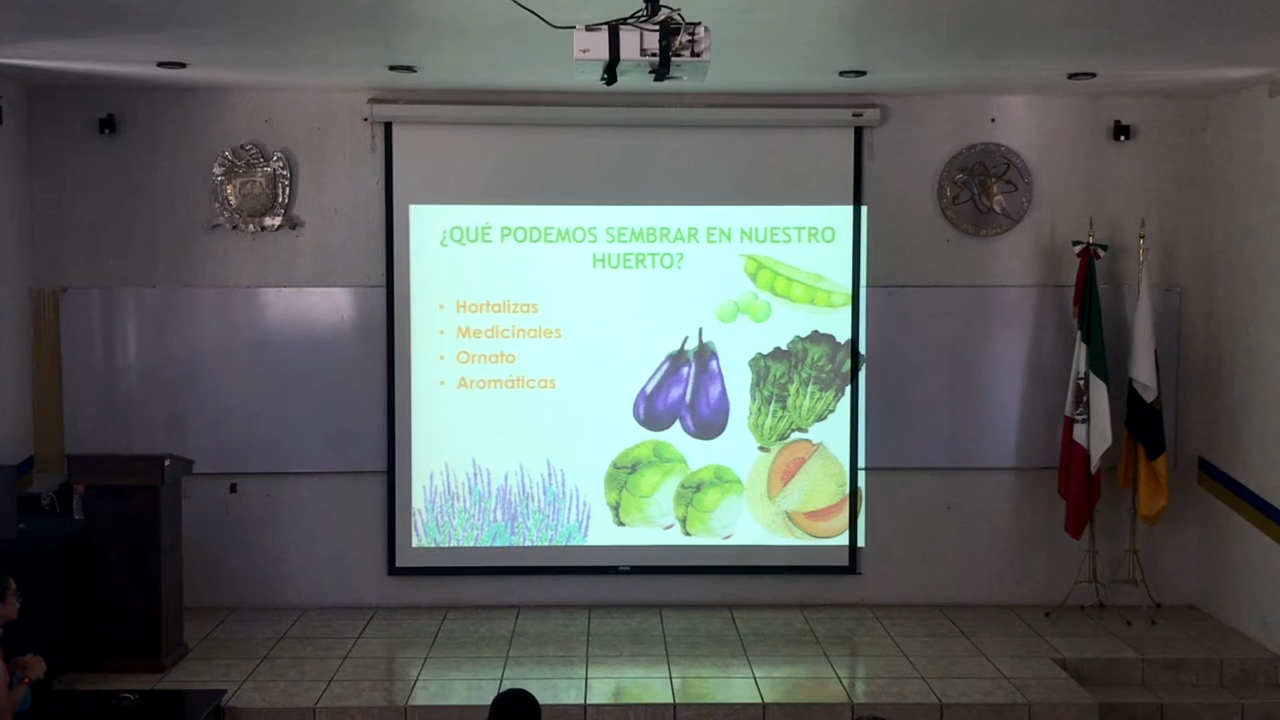 ¿QUÉ PODEMOS SEMBRAR EN NUESTRO
HUERTO?
• Hortalizas
• Medicinales
• Ornato
• Aromáticas